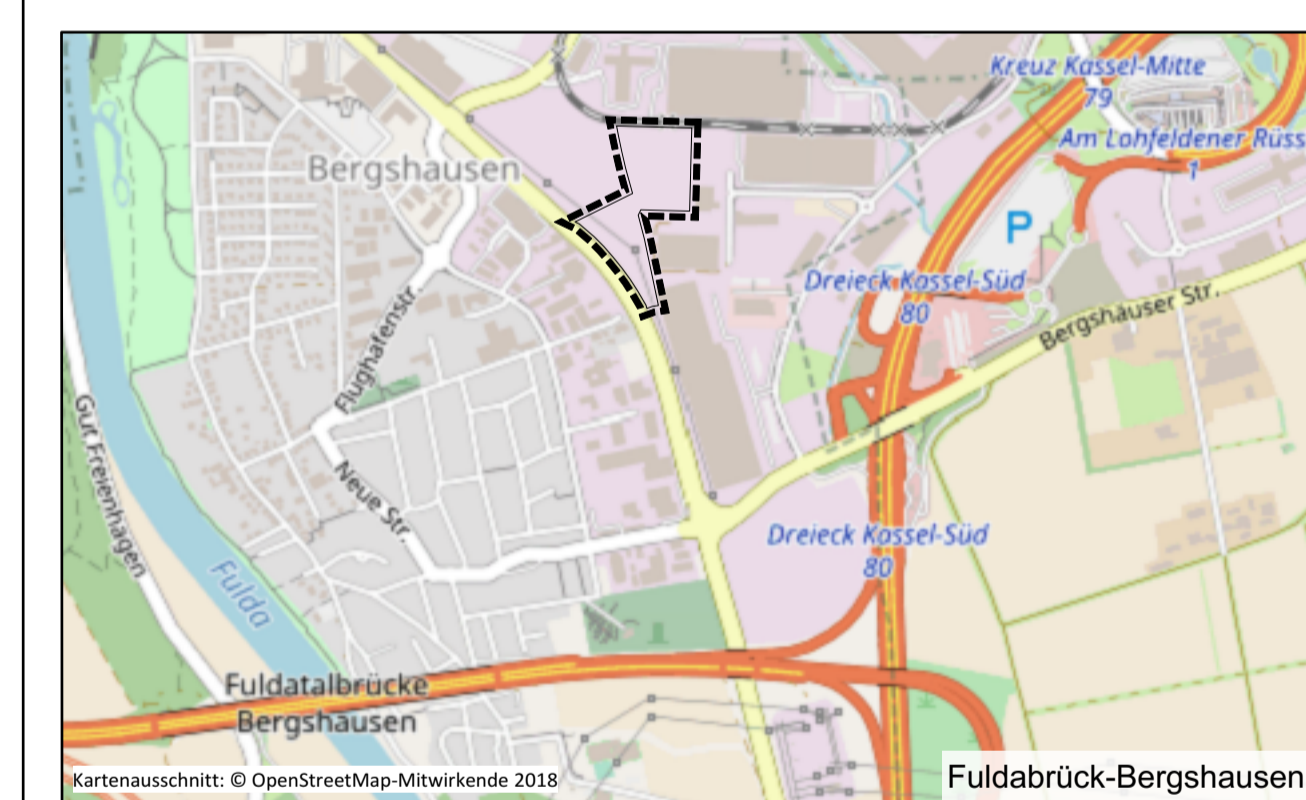 Kreuz Kassel-Mitte
79
Am Lohfeldener Rüss
1
Bergshausen
P
Dreieck Kassel-Süd
80
Bergshäuser Str.
Flughafenstr.
Gut Freienhagen
Neue Str.
Dreieck Kassel-Süd
80
Fulda
Fuldatalbrücke
Bergshausen
Kartenausschnitt: © OpenStreetMap-Mitwirkende 2018
Fuldabrück-Bergshausen